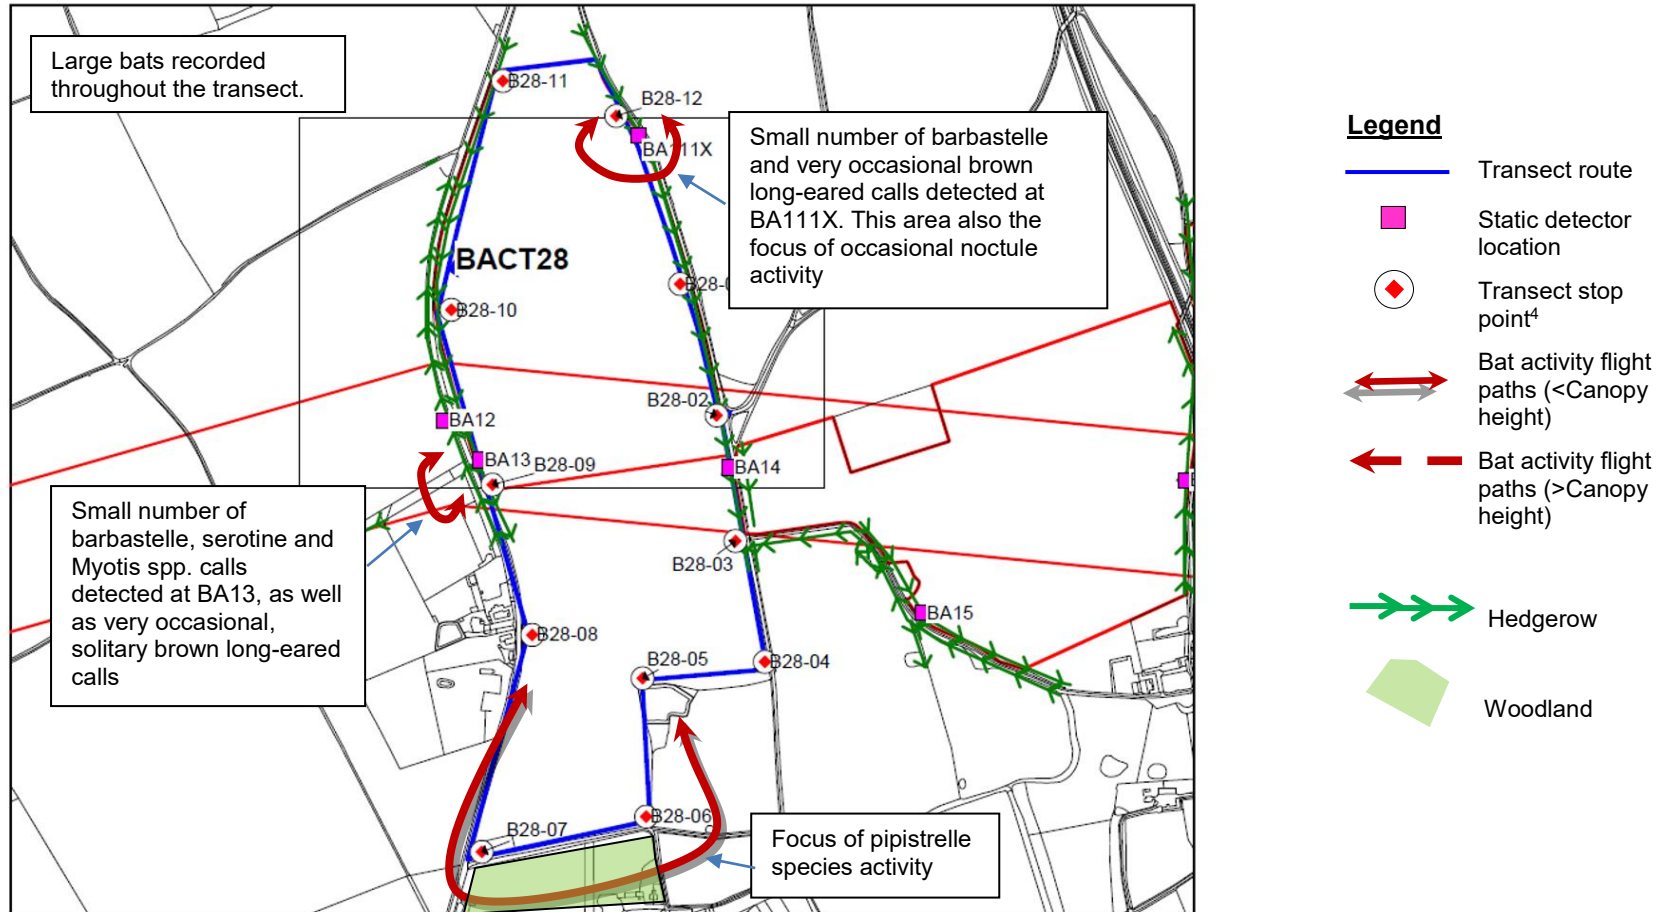 Large bats recorded
throughout the transect.
B28-11
B28-12
BA111X
Small number of barbastelle
and very occasional brown
long-eared calls detected at
BA111X. This area also the
focus of occasional noctule
activity
BACT28
B28-10
B28-02
BA12
BA13
B28-09
BA14
Small number of
barbastelle, serotine and
Myotis spp. calls
detected at BA13, as well
as very occasional,
solitary brown long-eared
calls
B28-03
BA15
B28-08
B28-05
B28-04
B28-06
B28-07
Focus of pipistrelle
species activity
Legend
Transect route
Static detector
location
Transect stop
point4
Bat activity flight
paths (<Canopy
height)
Bat activity flight
paths (>Canopy
height)
Hedgerow
Woodland